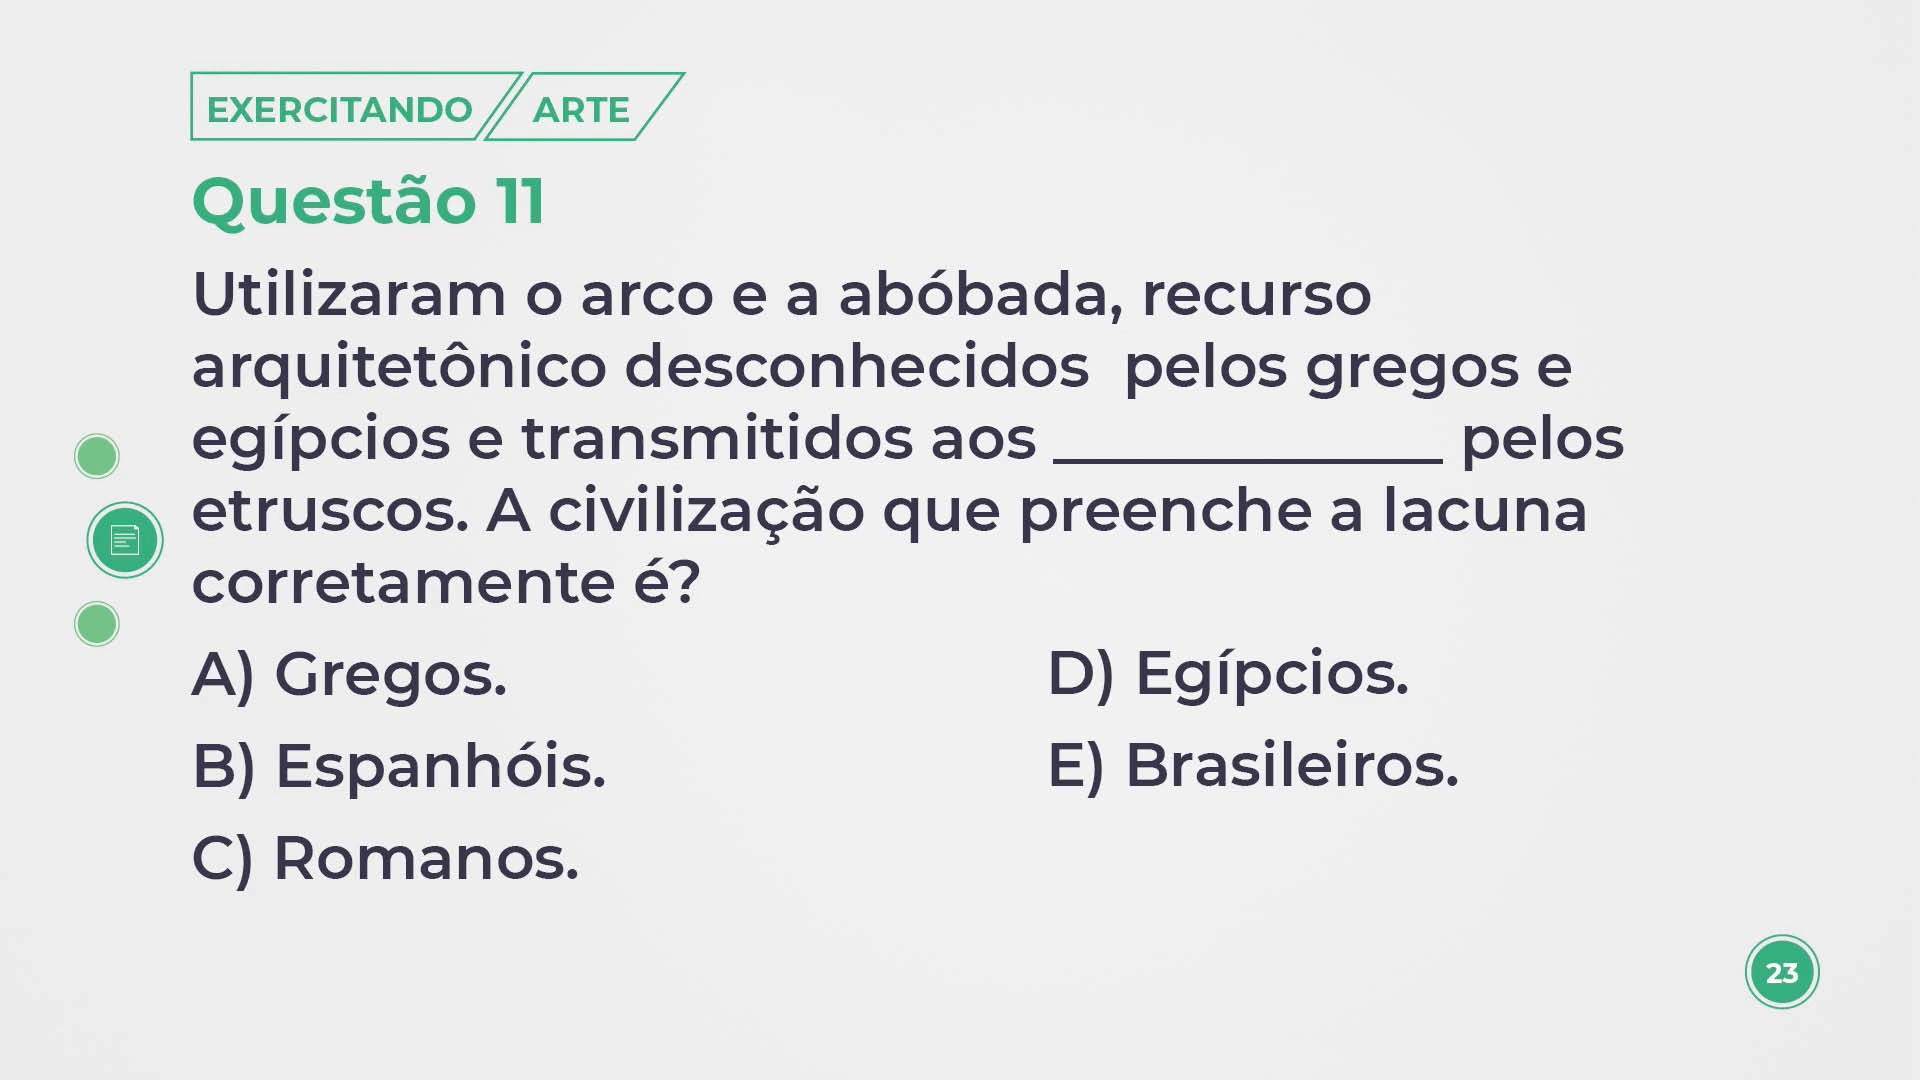 EXERCITANDO ARTE
Questão 11
Utilizaram o arco e a abóbada, recurso
arquitetônico desconhecidos  pelos gregos e
egípcios e transmitidos aos _____________ pelos
etruscos. A civilização que preenche a lacuna
corretamente é?
A) Gregos.
B) Espanhóis.
C) Romanos.
D) Egípcios.
E) Brasileiros.
23